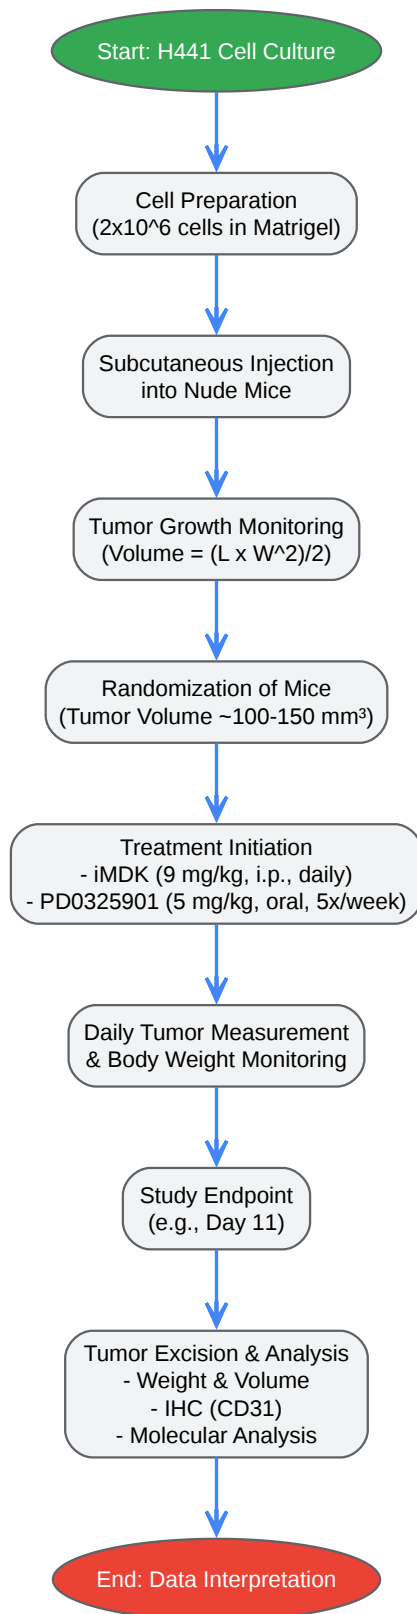 Start: H441 Cell Culture
Cell Preparation
(2x10^6 cells in Matrigel)
Subcutaneous Injection
into Nude Mice
Tumor Growth Monitoring
(Volume = (L x W^2)/2)
Randomization of Mice
(Tumor Volume ~100-150 mm³)
Treatment Initiation
- iMDK (9 mg/kg, i.p., daily)
- PD0325901 (5 mg/kg, oral, 5x/week)
Daily Tumor Measurement
& Body Weight Monitoring
Study Endpoint
(e.g., Day 11)
Tumor Excision & Analysis
- Weight & Volume
- IHC (CD31)
- Molecular Analysis
End: Data Interpretation